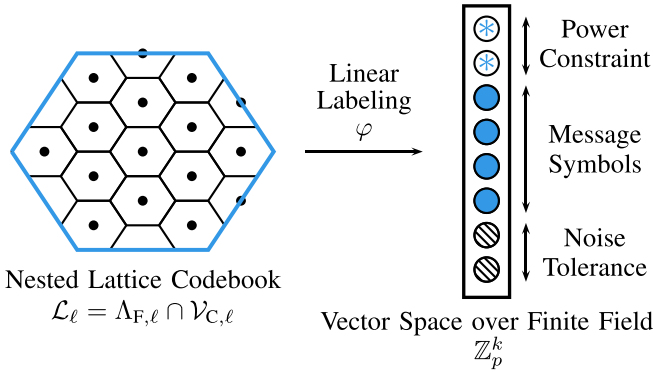 Linear
Labeling
φ
Power
Constraint
Message
Symbols
Noise
Tolerance
Nested Lattice Codebook
ℒ_ℓ = Λ_{F,ℓ} ∩ 𝒱_{C,ℓ}
Vector Space over Finite Field
ℤ_p^k